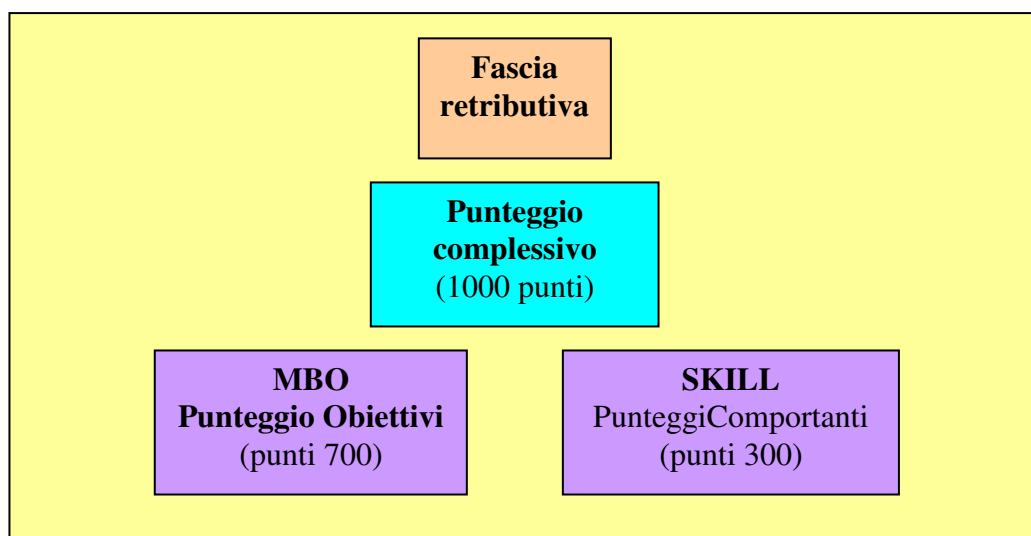 Fascia
retributiva
Punteggio
complessivo
(1000 punti)
MBO
Punteggio Obiettivi
(punti 700)
SKILL
PunteggiComportanti
(punti 300)